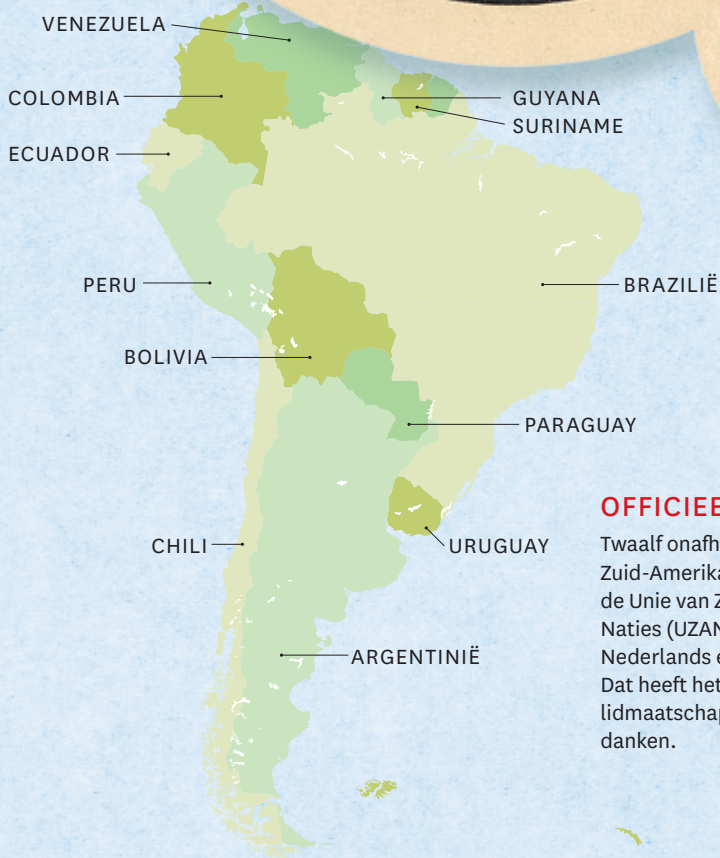 VENEZUELA
COLOMBIA
GUYANA
SURINAME
ECUADOR
PERU
BRAZILIË
BOLIVIA
PARAGUAY
CHILI
URUGUAY
ARGENTINIË
OFFICIEE
Twaalf onafh
Zuid-Amerika
de Unie van Z
Naties (UZAN
Nederlands e
Dat heeft het
lidmaatschap
danken.